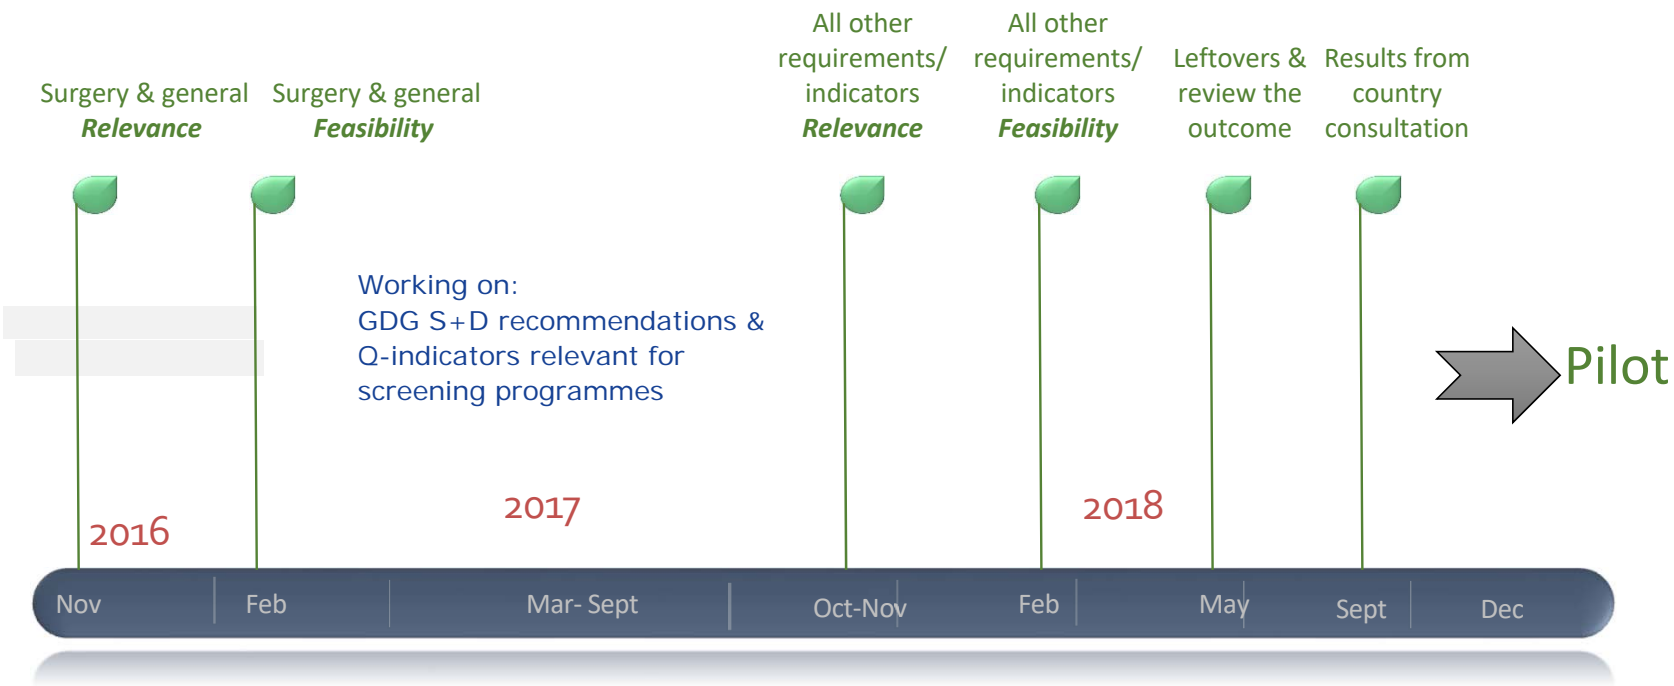 Surgery & general
Relevance
Surgery & general
Feasibility
All other
requirements/
indicators
Relevance
All other
requirements/
indicators
Feasibility
Leftovers &
review the
outcome
Results from
country
consultation
Working on:
GDG S+D recommendations &
Q-indicators relevant for
screening programmes
Pilot
2016
2017
2018
Nov
Feb
Mar- Sept
Oct-Nov
Feb
May
Sept
Dec